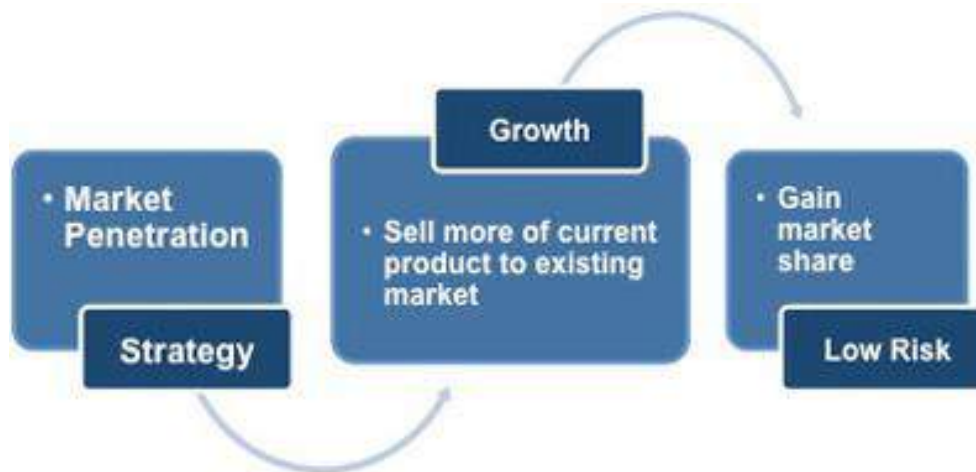 • Market
Penetration
Strategy
Growth
• Sell more of current
product to existing
market
• Gain
market
share
Low Risk